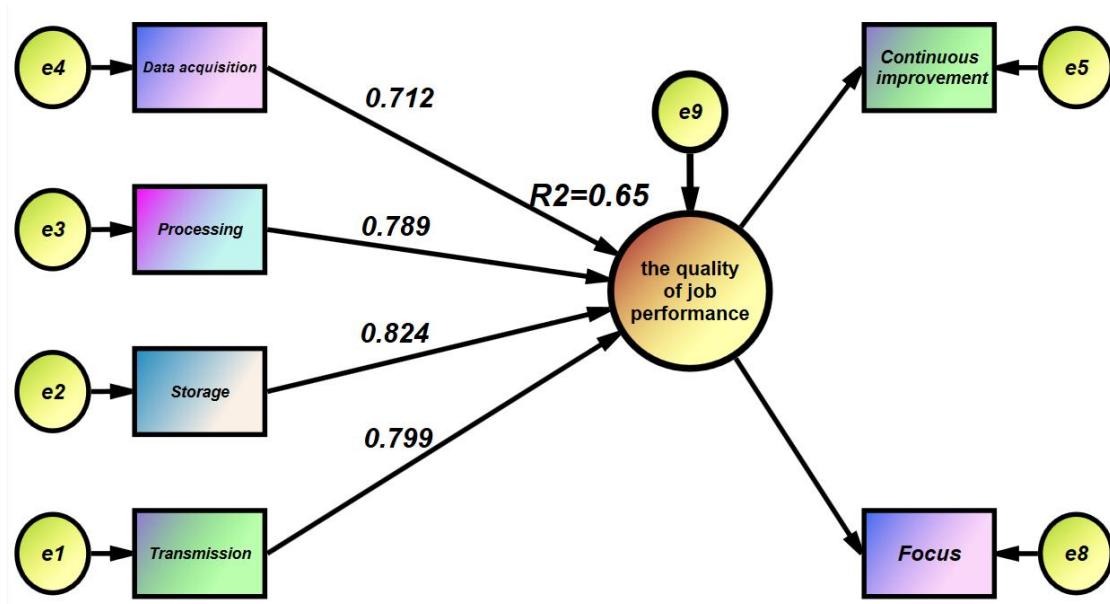 e4
Data acquisition
0.712
e9
Continuous
improvement
e5
R2=0.65
e3
Processing
0.789
the quality
of job
performance
0.824
e2
Storage
0.799
e1
Transmission
Focus
e8